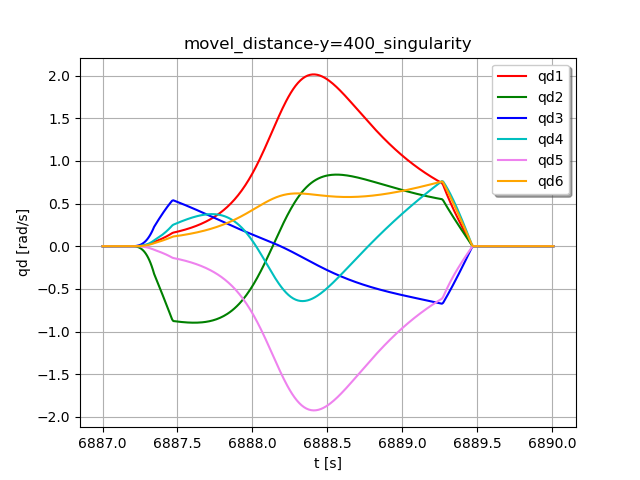 movel_distance-y=400_singularity
qd [rad/s]
2.0
1.5
1.0
0.5
0.0
−0.5
−1.0
−1.5
−2.0
qd1
qd2
qd3
qd4
qd5
qd6
6887.0 6887.5 6888.0 6888.5 6889.0 6889.5 6890.0
t [s]